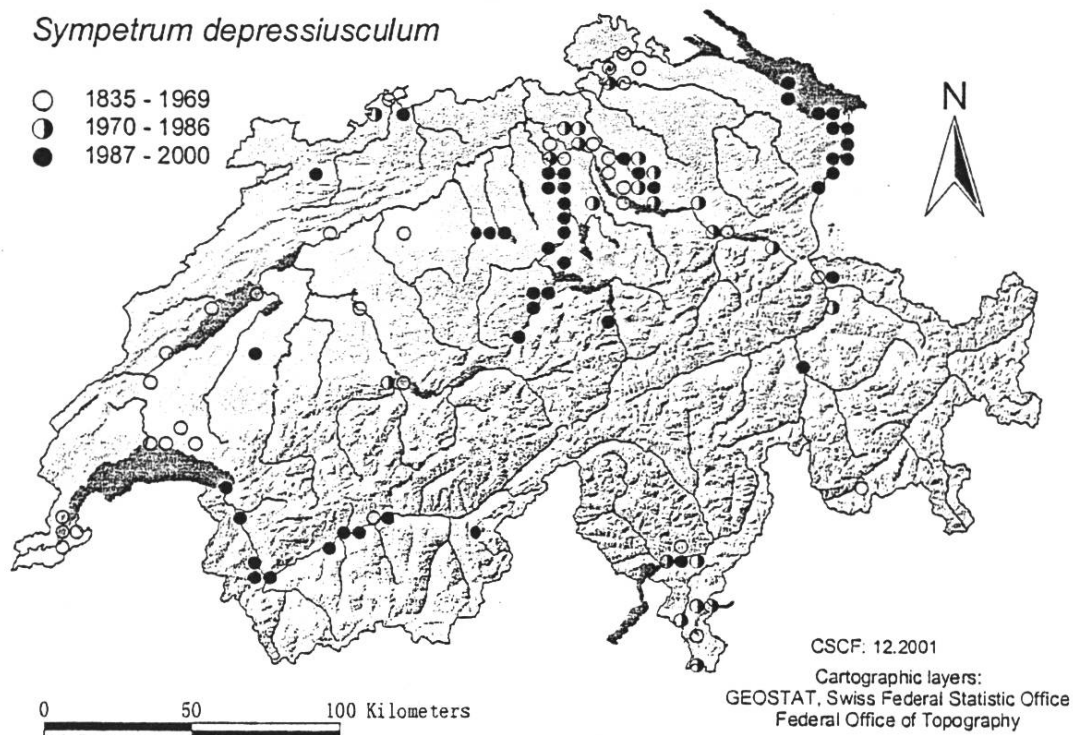 Sympetrum depressiusculum
1835 - 1969
1970 - 1986
1987 - 2000
N
CSCF: 12.2001
Cartographic layers:
GEOSTAT, Swiss Federal Statistic Office
Federal Office of Topography
0 50 100 Kilometers